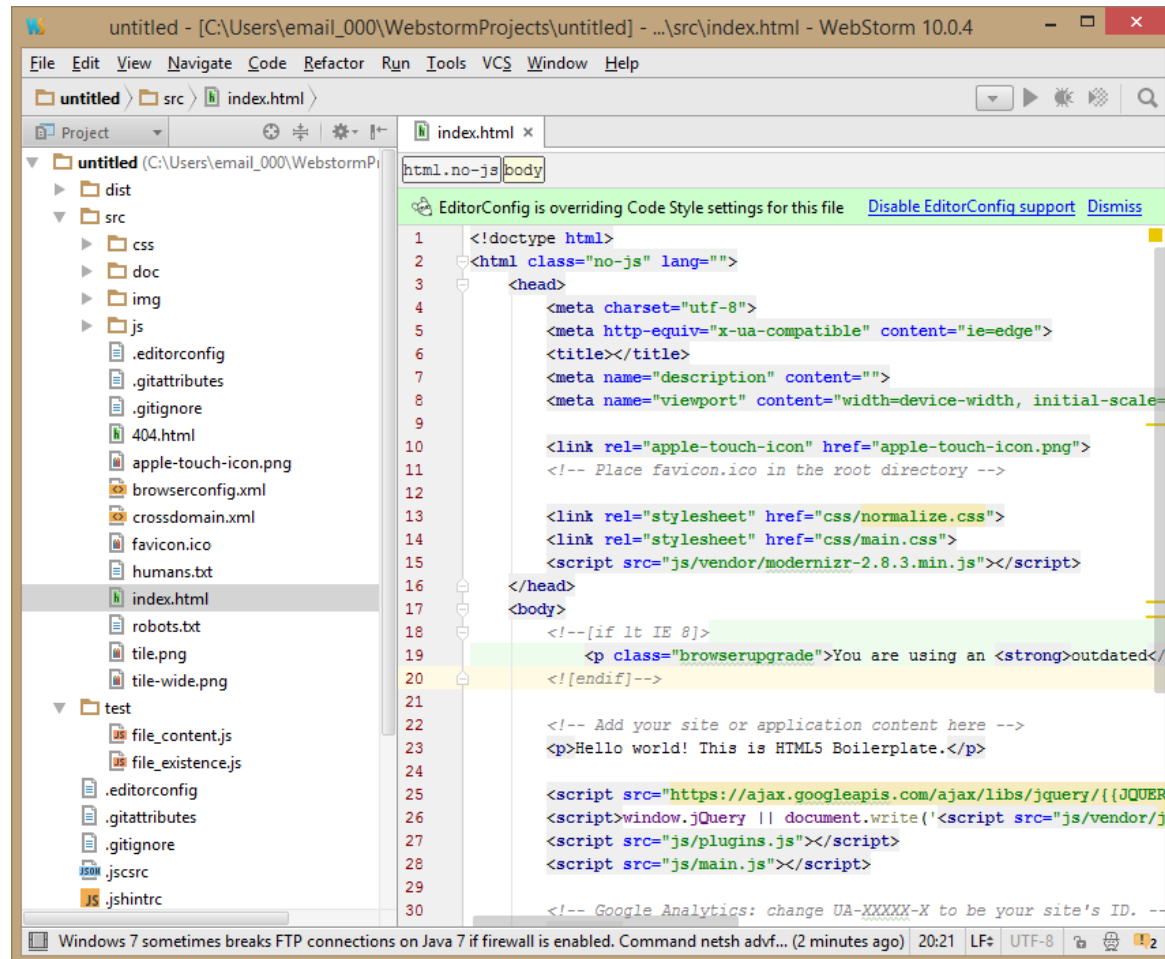 untitled - [C:\Users\email_000\WebstormProjects\untitled] - ...\src\index.html - WebStorm 10.0.4
File Edit View Navigate Code Refactor Run Tools VCS Window Help
untitled src index.html
Project
index.html
untitled (C:\Users\email_000\WebstormPr
dist
src
css
doc
img
js
.editorconfig
.gitattributes
.gitignore
404.html
apple-touch-icon.png
browserconfig.xml
crossdomain.xml
favicon.ico
humans.txt
index.html
robots.txt
tile.png
tile-wide.png
test
file_content.js
file_existence.js
.editorconfig
.gitattributes
.gitignore
.jscsrc
.jshintrc
html.no-js body
EditorConfig is overriding Code Style settings for this file Disable EditorConfig support Dismiss
1 <!doctype html>
2 <html class="no-js" lang="">
3 <head>
4 <meta charset="utf-8">
5 <meta http-equiv="x-ua-compatible" content="ie=edge">
6 <title></title>
7 <meta name="description" content="">
8 <meta name="viewport" content="width=device-width, initial-scale=
9
10 <link rel="apple-touch-icon" href="apple-touch-icon.png">
11 <!-- Place favicon.ico in the root directory -->
12
13 <link rel="stylesheet" href="css/normalize.css">
14 <link rel="stylesheet" href="css/main.css">
15 <script src="js/vendor/modernizr-2.8.3.min.js"></script>
16 </head>
17 <body>
18 <!--[if lt IE 8]>
19 <p class="browserupgrade">You are using an <strong>outdated</
20 <![endif]-->
21
22 <!-- Add your site or application content here -->
23 <p>Hello world! This is HTML5 Boilerplate.</p>
24
25 <script src="https://ajax.googleapis.com/ajax/libs/jquery/{{JQUER
26 <script>window.jQuery || document.write('<script src="js/vendor/j
27 <script src="js/plugins.js"></script>
28 <script src="js/main.js"></script>
29
30 <!-- Google Analytics: change UA-XXXXX-X to be your site's ID. --
Windows 7 sometimes breaks FTP connections on Java 7 if firewall is enabled. Command netsh advf... (2 minutes ago) 20:21 LF UTF-8 2